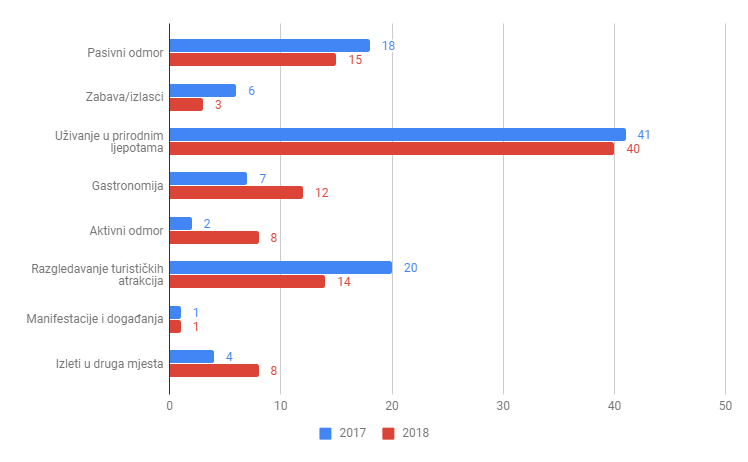 Pasivni odmor
18
15
Zabava/izlasci
6
3
Uživanje u prirodnim
ljepotama
41
40
Gastronomija
7
12
Aktivni odmor
2
8
Razgledavanje turističkih
atrakcija
20
14
Manifestacije i događanja
1
1
Izleti u druga mjesta
4
8
0 10 20 30 40 50
2017 2018